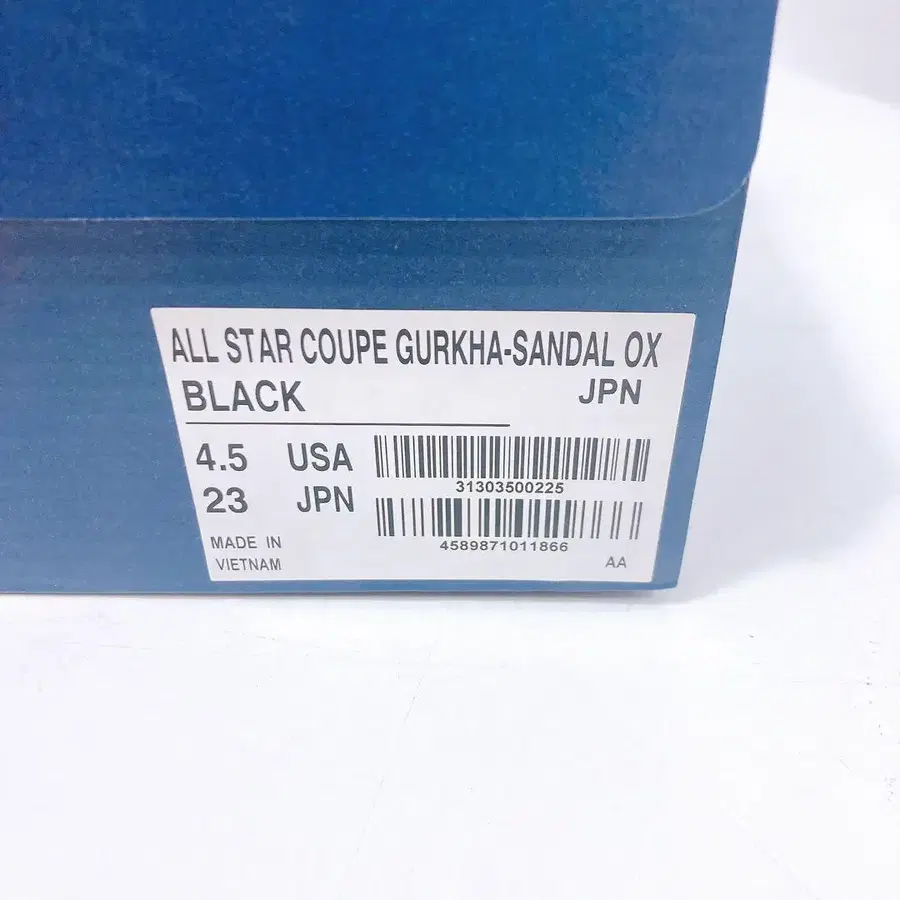 ALL STAR COUPE GURKHA-SANDAL OX
BLACK JPN
4.5 USA
31303500225
23 JPN
4589871011866
MADE IN
VIETNAM
AA